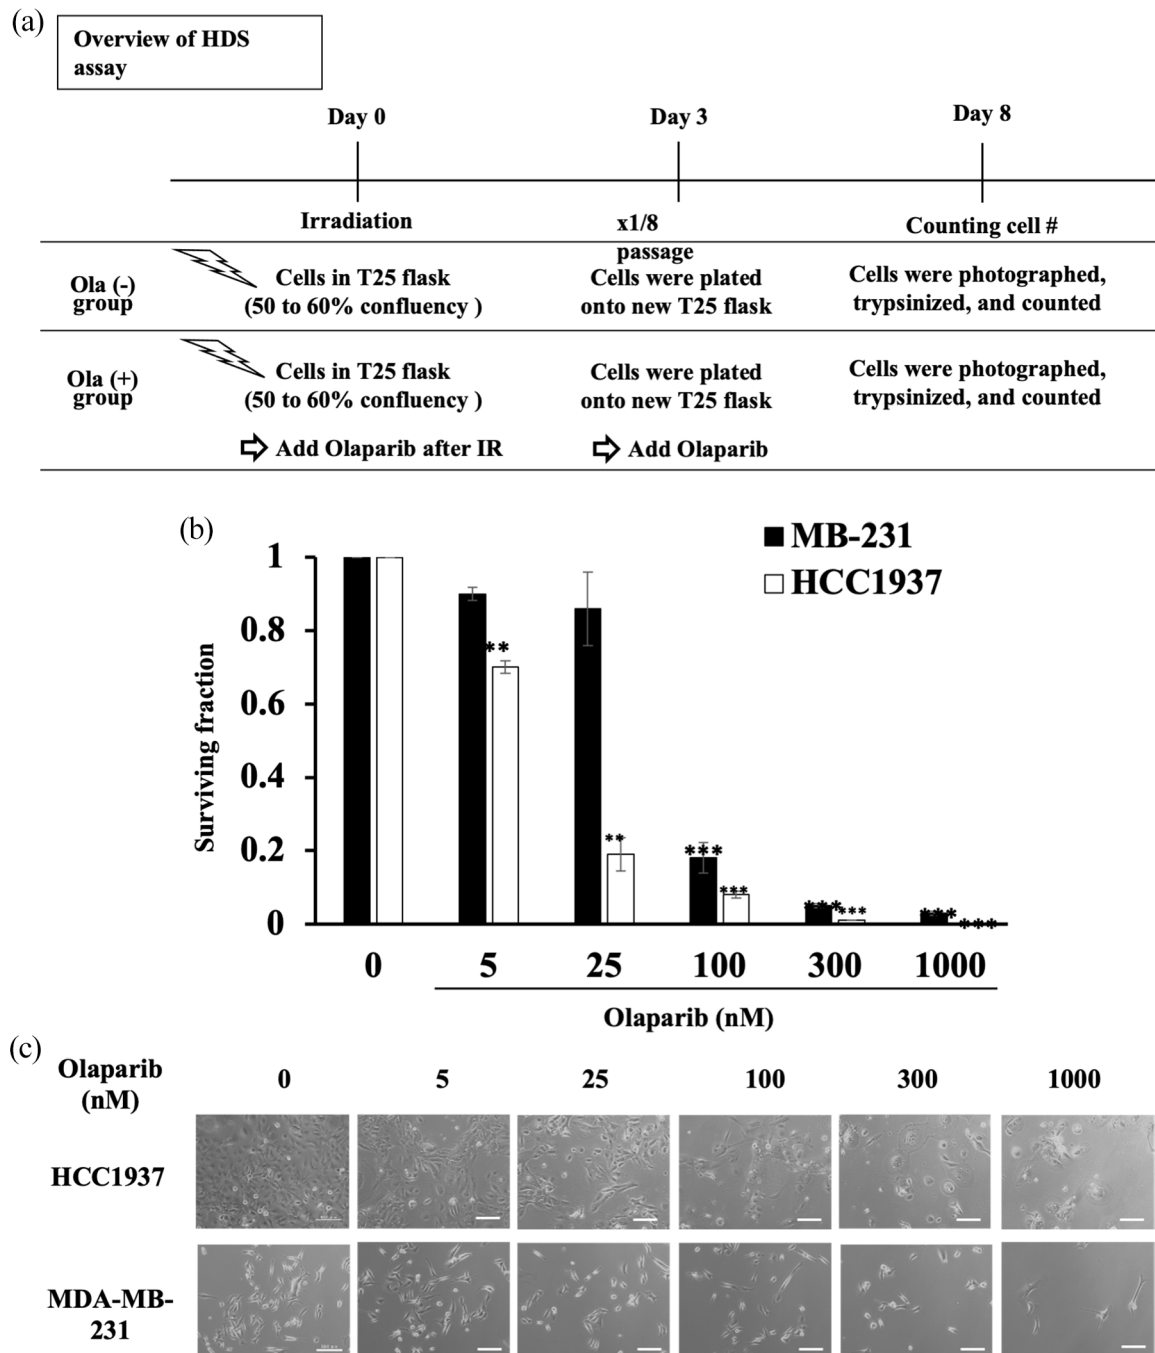 (a)
Overview of HDS
assay
Day 0
Day 3
Day 8
Irradiation
x1/8
passage
Counting cell #
Ola (-)
group
Cells in T25 flask
(50 to 60% confluency )
Cells were plated
onto new T25 flask
Cells were photographed,
trypsinized, and counted
Ola (+)
group
Cells in T25 flask
(50 to 60% confluency )
Cells were plated
onto new T25 flask
Cells were photographed,
trypsinized, and counted
Add Olaparib after IR
Add Olaparib
(b)
MB-231
HCC1937
Surviving fraction
1
0.8
0.6
0.4
0.2
0
**
**
***
***
***
***
***
***
0
5
25
100
300
1000
Olaparib (nM)
(c)
Olaparib
(nM)
0
5
25
100
300
1000
HCC1937
MDA-MB-
231